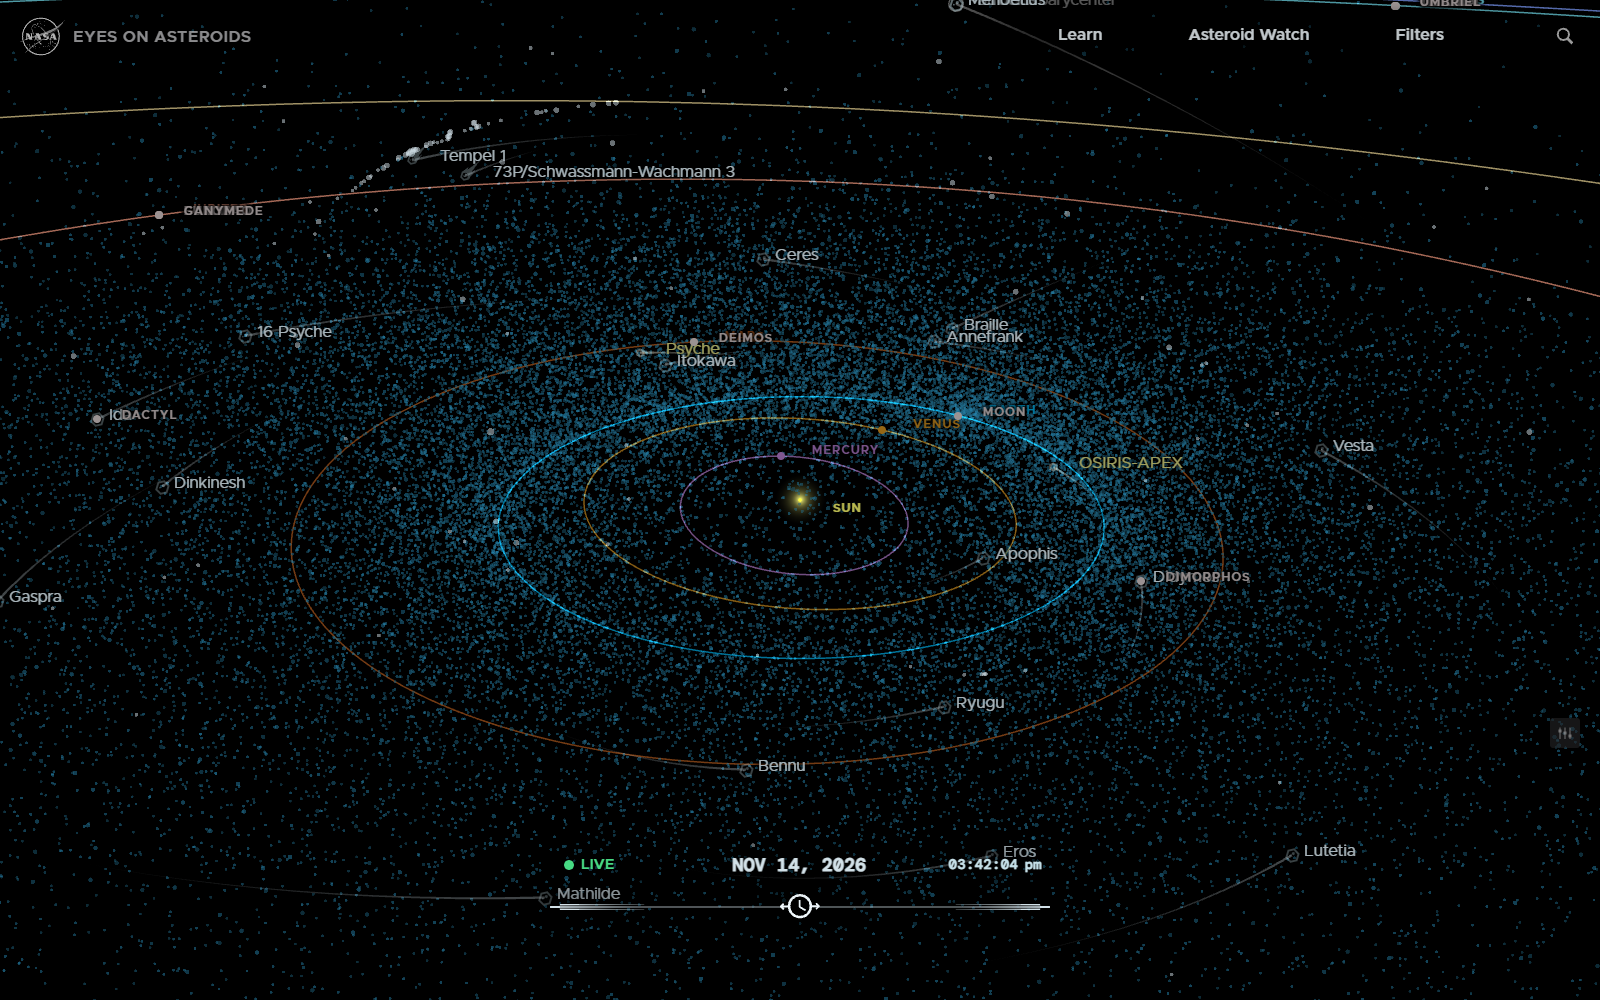 UMBRIEL
NASA
EYES ON ASTEROIDS
Learn
Asteroid Watch
Filters
Tempel 1
73P/Schwassmann-Wachmann 3
GANYMEDE
Ceres
16 Psyche
Braille
Annefrank
DEIMOS
Psyche
Itokawa
DACTYL
MOON
VENUS
MERCURY
Vesta
OSIRIS-APEX
Dinkinesh
SUN
Apophis
DIMORPHOS
Gaspra
Ryugu
Bennu
Eros
Lutetia
LIVE
NOV 14, 2026
03:42:04 pm
Mathilde